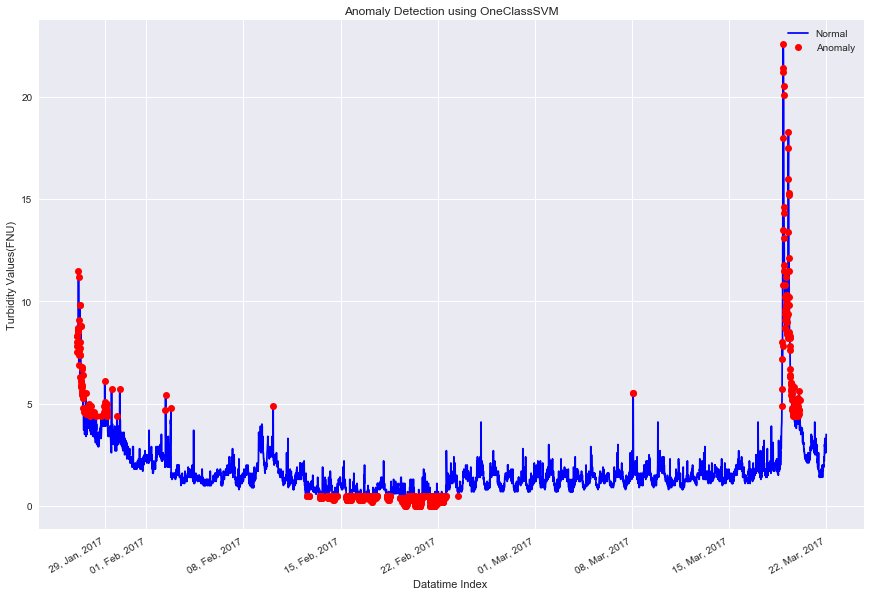 Anomaly Detection using OneClassSVM
Normal
Anomaly
Turbidity Values(FNU)
20
15
10
5
0
29. Jan, 2017
01. Feb, 2017
08. Feb, 2017
15. Feb, 2017
22. Feb, 2017
01. Mar, 2017
08. Mar, 2017
15. Mar, 2017
22. Mar, 2017
Datatime Index